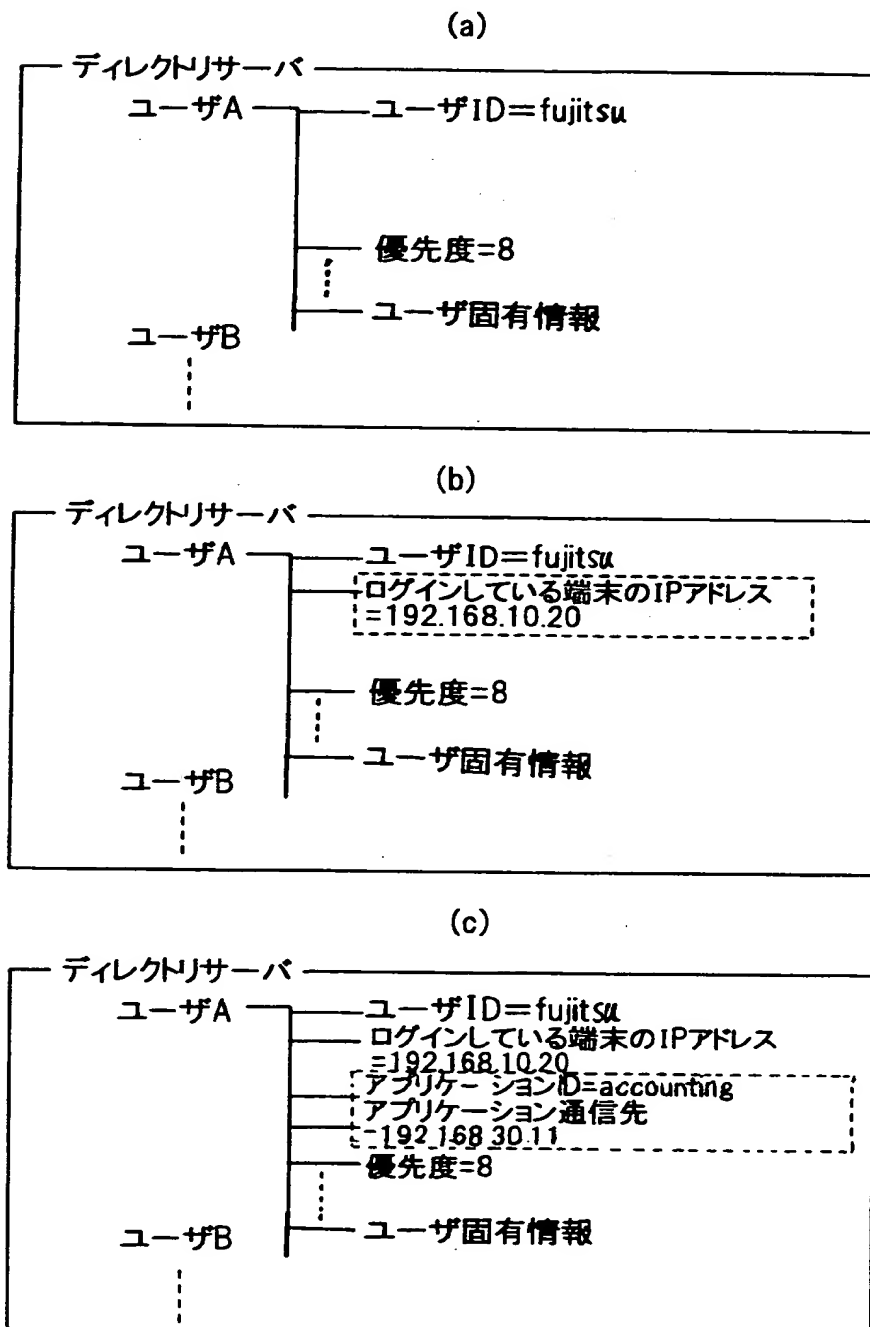 (a)
ディレクトリサーバ
ユーザA
ユーザID=fujitsu
優先度=8
ユーザ固有情報
ユーザB
(b)
ディレクトリサーバ
ユーザA
ユーザID=fujitsu
ログインしている端末のIPアドレス
=192.168.10.20
優先度=8
ユーザ固有情報
ユーザB
(c)
ディレクトリサーバ
ユーザA
ユーザID=fujitsu
ログインしている端末のIPアドレス
=192.168.10.20
アプリケーションID=accounting
アプリケーション通信先
=192.168.30.11
優先度=8
ユーザ固有情報
ユーザB